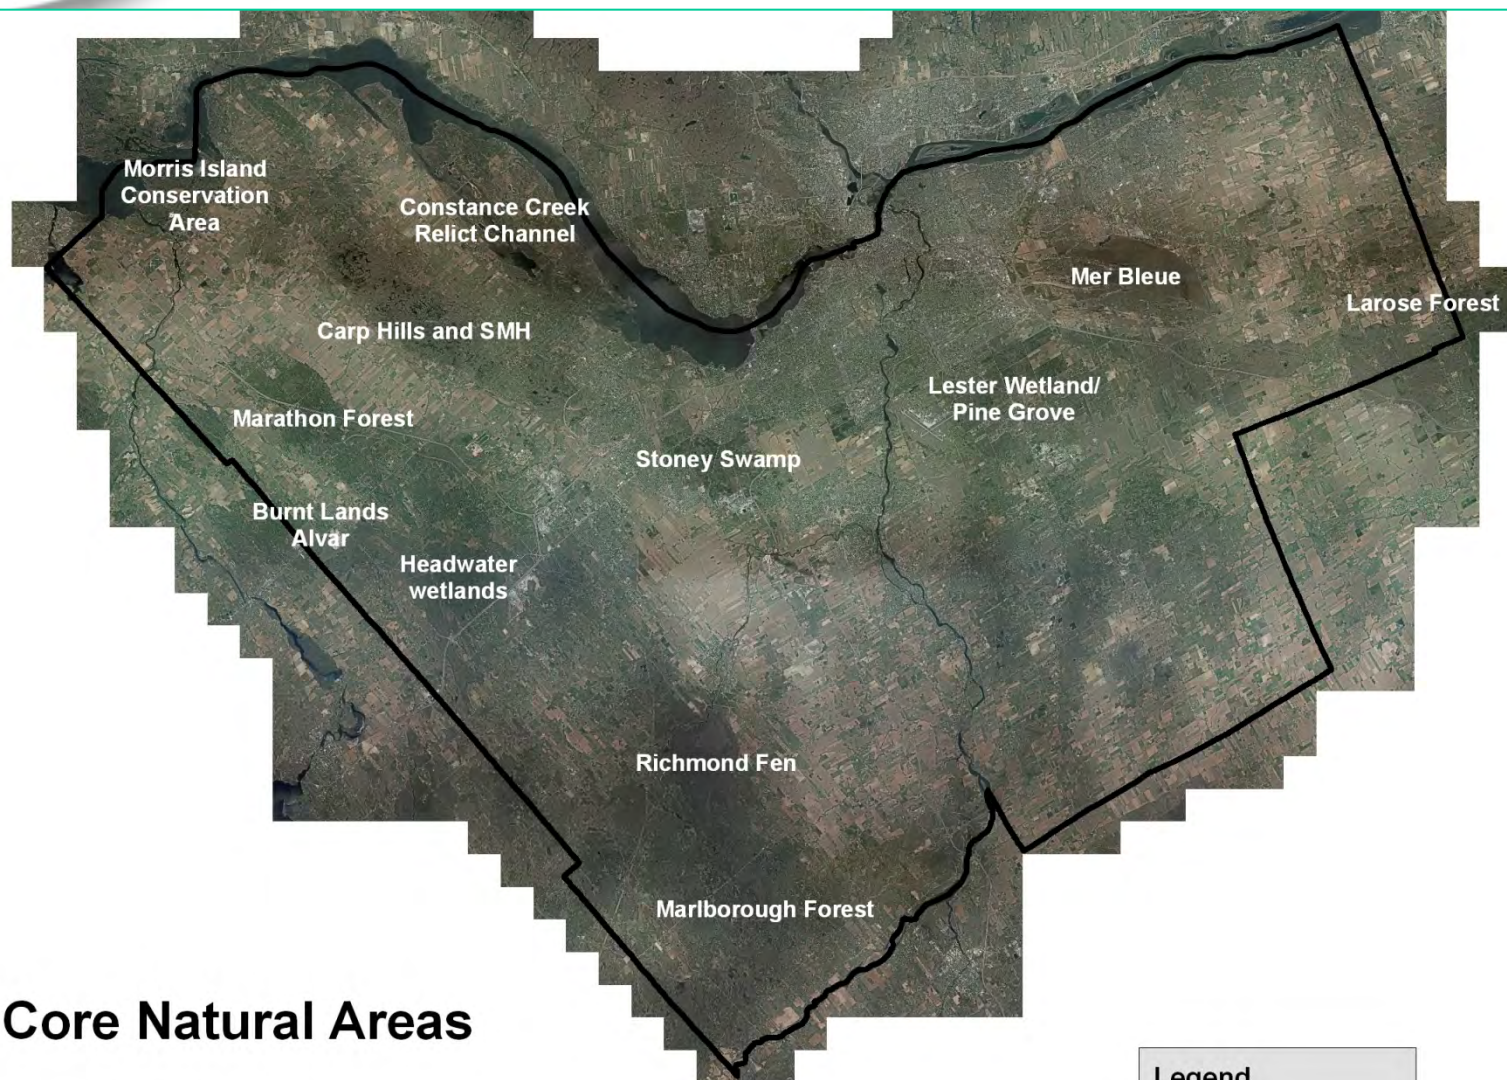 Morris Island
Conservation
Area
Constance Creek
Relict Channel
Mer Bleue
Larose Forest
Carp Hills and SMH
Lester Wetland/
Pine Grove
Marathon Forest
Stoney Swamp
Burnt Lands
Alvar
Headwater
wetlands
Richmond Fen
Marlborough Forest
Core Natural Areas
Legend